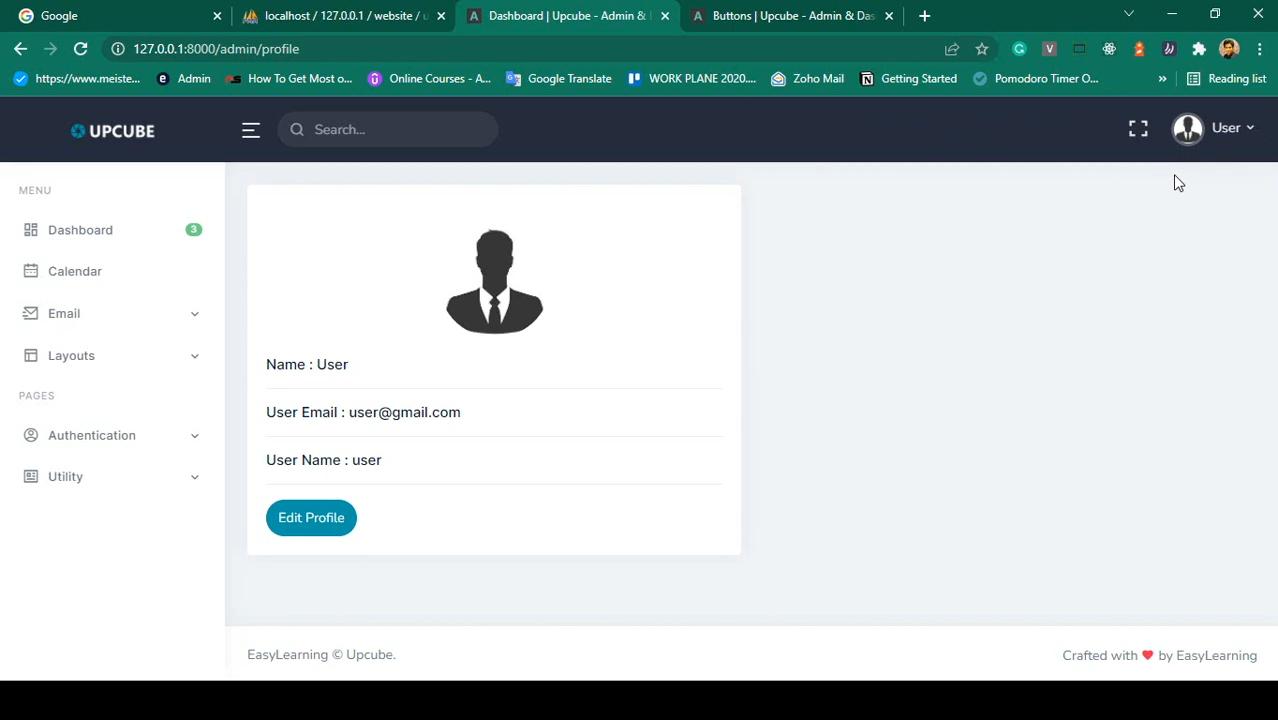 Google
localhost / 127.0.0.1 / website / u
Dashboard | Upcube - Admin &
Buttons | Upcube - Admin & Das
127.0.0.1:8000/admin/profile
https://www.meiste...
Admin
How To Get Most o...
Online Courses - A...
Google Translate
WORK PLANE 2020....
Zoho Mail
Getting Started
Pomodoro Timer O...
»
Reading list
UPCUBE
Search...
User
MENU
Dashboard 3
Calendar
Email
Layouts
PAGES
Authentication
Utility
Name : User
User Email : user@gmail.com
User Name : user
Edit Profile
EasyLearning © Upcube.
Crafted with ❤ by EasyLearning